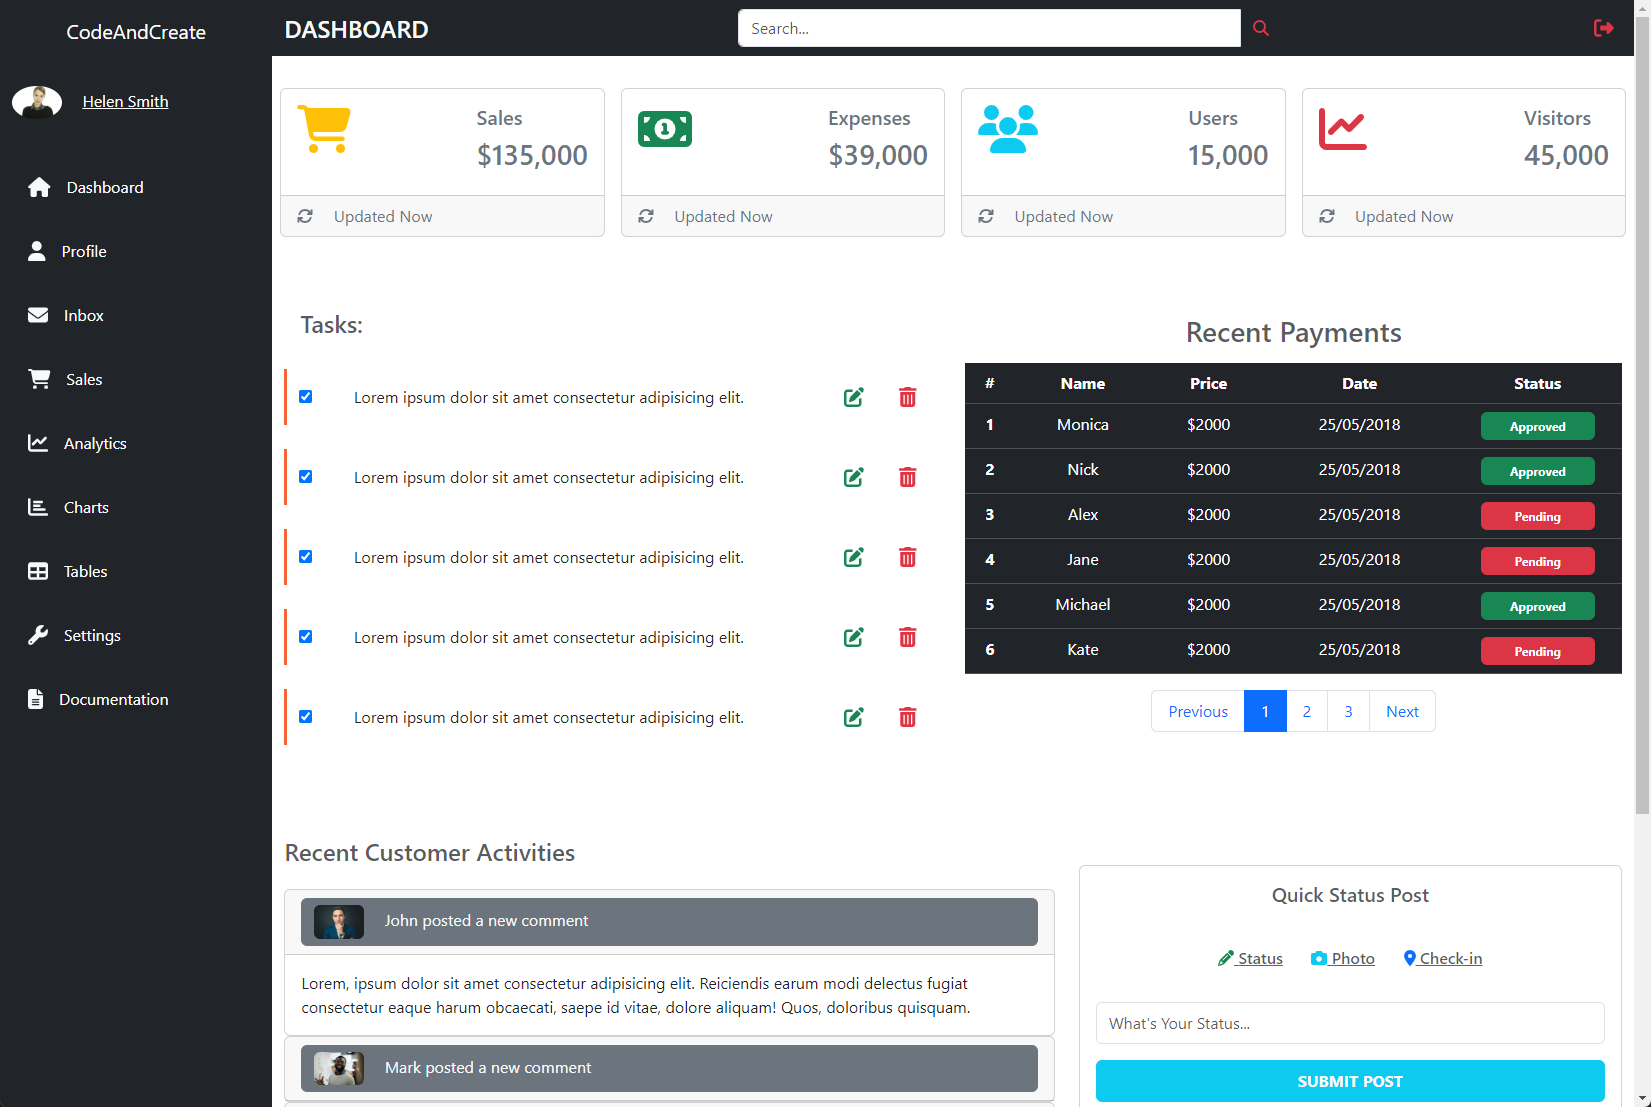 CodeAndCreate
Helen Smith
Dashboard
Profile
Inbox
Sales
Analytics
Charts
Tables
Settings
Documentation
DASHBOARD
Search...
Sales
$135,000
Updated Now
Expenses
$39,000
Updated Now
Users
15,000
Updated Now
Visitors
45,000
Updated Now
Tasks:
Lorem ipsum dolor sit amet consectetur adipisicing elit.
Lorem ipsum dolor sit amet consectetur adipisicing elit.
Lorem ipsum dolor sit amet consectetur adipisicing elit.
Lorem ipsum dolor sit amet consectetur adipisicing elit.
Lorem ipsum dolor sit amet consectetur adipisicing elit.
Recent Payments
# Name Price Date Status
1 Monica $2000 25/05/2018 Approved
2 Nick $2000 25/05/2018 Approved
3 Alex $2000 25/05/2018 Pending
4 Jane $2000 25/05/2018 Pending
5 Michael $2000 25/05/2018 Approved
6 Kate $2000 25/05/2018 Pending
Previous 1 2 3 Next
Recent Customer Activities
John posted a new comment
Lorem, ipsum dolor sit amet consectetur adipisicing elit. Reiciendis earum modi delectus fugiat
consectetur eaque harum obcaecati, saepe id vitae, dolore aliquam! Quos, doloribus quisquam.
Mark posted a new comment
Quick Status Post
Status Photo Check-in
What's Your Status...
SUBMIT POST